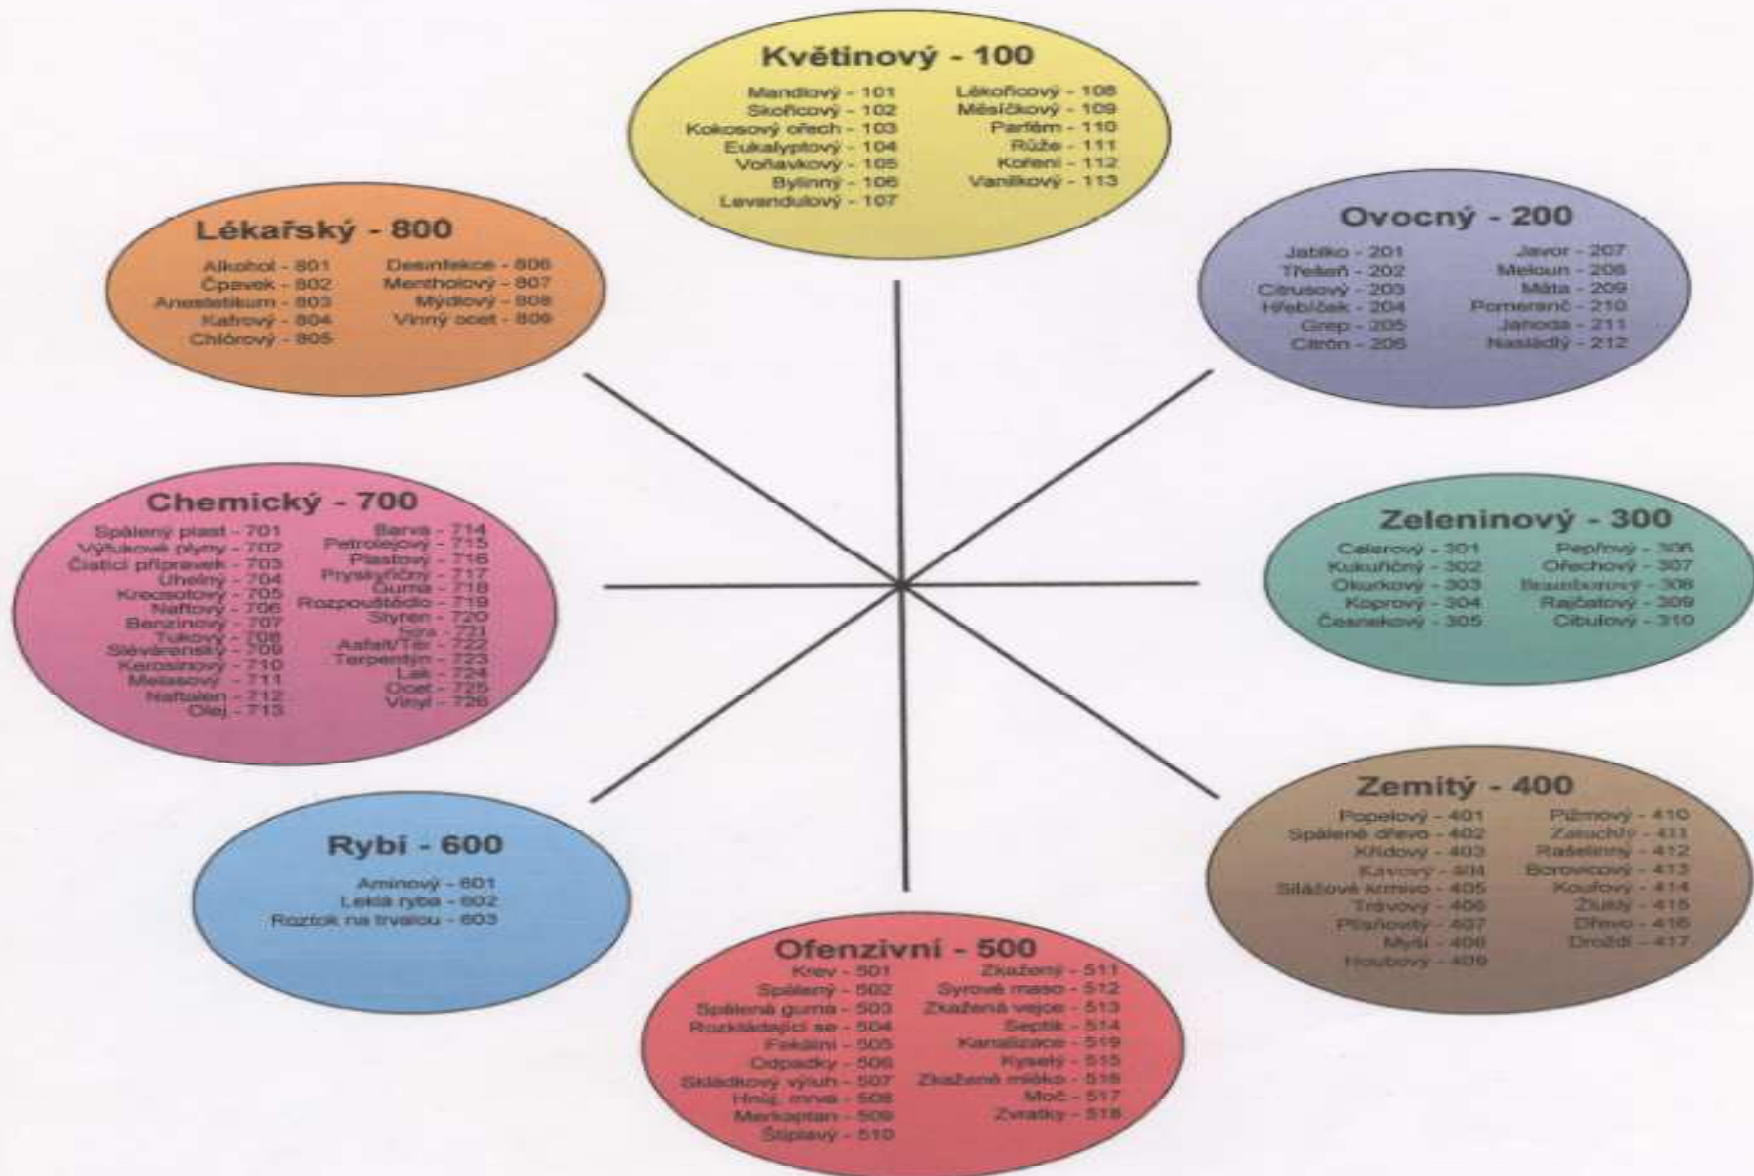 Květinový - 100
Mandlový - 101
Skořicový - 102
Kokosový ořech - 103
Eukalyptový - 104
Voňavkový - 105
Bylinný - 106
Levandulový - 107
Lékořicový - 108
Měsíčkový - 109
Parfém - 110
Růže - 111
Koření - 112
Vanilkový - 113
Ovocný - 200
Jablko - 201
Třešeň - 202
Citrusový - 203
Hřebíček - 204
Grep - 205
Citrón - 206
Javor - 207
Meloun - 208
Máta - 209
Pomeranč - 210
Jahoda - 211
Nasládlý - 212
Zeleninový - 300
Celerový - 301
Kukuřičný - 302
Okurkový - 303
Koprový - 304
Česnekový - 305
Pepřový - 306
Ořechový - 307
Bramborový - 308
Rajčatový - 309
Cibulový - 310
Zemitý - 400
Popelový - 401
Spálené dřevo - 402
Křídový - 403
Kávový - 404
Silážové krmivo - 405
Trávový - 406
Plísňovitý - 407
Myší - 408
Houbový - 409
Pižmový - 410
Zatuchlý - 411
Rašelinný - 412
Borovicový - 413
Kouřový - 414
Žluklý - 415
Dřevo - 416
Droždí - 417
Ofenzivní - 500
Krev - 501
Spálený - 502
Spálená guma - 503
Rozkládající se - 504
Fekální - 505
Odpadky - 506
Skládkový výluh - 507
Hnůj, mrva - 508
Merkaptan - 509
Štiplavý - 510
Zkažený - 511
Syrové maso - 512
Zkažená vejce - 513
Septik - 514
Kanalizace - 519
Kyselý - 515
Zkažené mléko - 516
Moč - 517
Zvratky - 518
Rybí - 600
Aminový - 601
Leklá ryba - 602
Roztok na trvalou - 603
Chemický - 700
Spálený plast - 701
Výfukové plyny - 702
Čistící přípravek - 703
Uhelný - 704
Kreosotový - 705
Naftový - 706
Benzínový - 707
Tukový - 708
Slévárenský - 709
Kerosinový - 710
Melasový - 711
Naftalen - 712
Olej - 713
Barva - 714
Petrolejový - 715
Plastový - 716
Pryskyřičný - 717
Guma - 718
Rozpouštědlo - 719
Styren - 720
Síra - 721
Asfalt/Tér - 722
Terpentýn - 723
Lak - 724
Ocet - 725
Vinyl - 726
Lékařský - 800
Alkohol - 801
Čpavek - 802
Anestetikum - 803
Kafrový - 804
Chlórový - 805
Desinfekce - 806
Mentholový - 807
Mýdlový - 808
Vinný ocet - 809